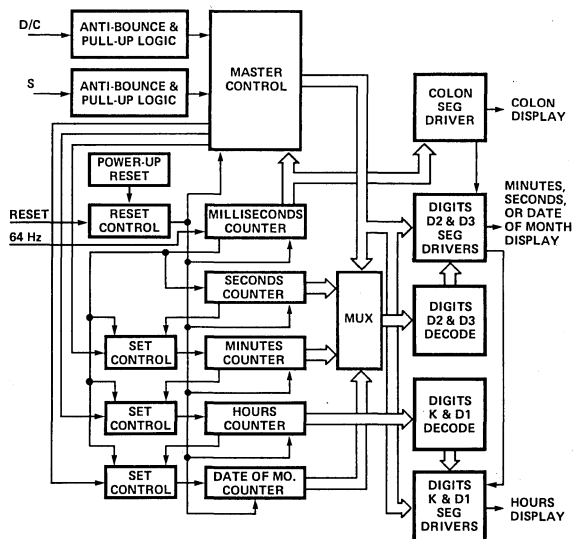 D/C
ANTI-BOUNCE &
PULL-UP LOGIC
S
ANTI-BOUNCE &
PULL-UP LOGIC
MASTER
CONTROL
COLON
SEG
DRIVER
COLON
DISPLAY
POWER-UP
RESET
RESET
RESET
CONTROL
64 Hz
MILLISECONDS
COUNTER
DIGITS
D2 & D3
SEG
DRIVERS
MINUTES,
SECONDS,
OR DATE
OF MONTH
DISPLAY
SECONDS
COUNTER
MUX
DIGITS
D2 & D3
DECODE
SET
CONTROL
MINUTES
COUNTER
SET
CONTROL
HOURS
COUNTER
DIGITS
K & D1
DECODE
SET
CONTROL
DATE OF MO.
COUNTER
DIGITS
K & D1
SEG
DRIVERS
HOURS
DISPLAY